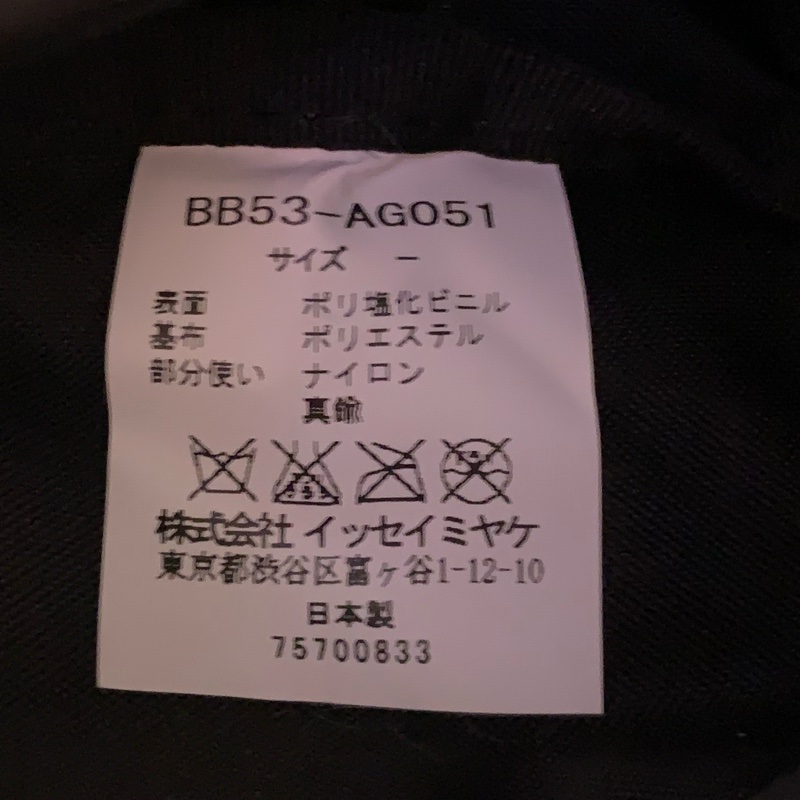 BB53-AG051
サイズ －
表面 ポリ塩化ビニル
基布 ポリエステル
部分使い ナイロン
真鍮
株式会社 イッセイミヤケ
東京都渋谷区富ヶ谷1-12-10
日本製
75700833